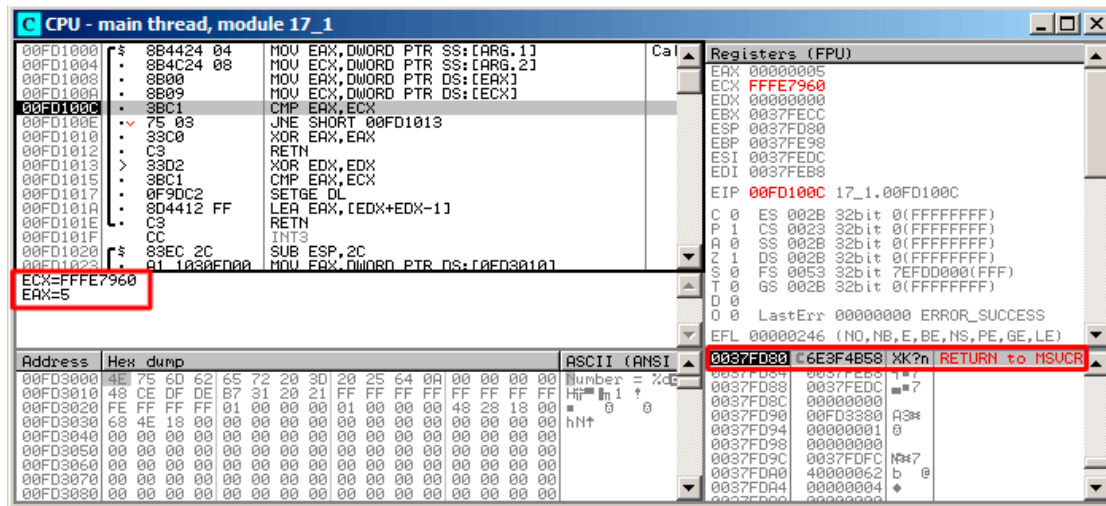 CPU - main thread, module 17_1
00FD1000 $ 8B4424 04 MOV EAX,DWORD PTR SS:[ARG.1] Cal
00FD1004 . 8B4C24 08 MOV ECX,DWORD PTR SS:[ARG.2]
00FD1008 . 8B00 MOV EAX,DWORD PTR DS:[EAX]
00FD100A . 8B09 MOV ECX,DWORD PTR DS:[ECX]
00FD100C . 3BC1 CMP EAX,ECX
00FD100E . 75 03 JNE SHORT 00FD1013
00FD1010 . 33C0 XOR EAX,EAX
00FD1012 . C3 RETN
00FD1013 > 33D2 XOR EDX,EDX
00FD1015 . 3BC1 CMP EAX,ECX
00FD1017 . 0F9DC2 SETGE DL
00FD101A . 8D4412 FF LEA EAX,[EDX+EDX-1]
00FD101E . C3 RETN
00FD101F CC INT3
00FD1020 $ 83EC 2C SUB ESP,2C
00FD1023 . A1 1030FD00 MOV EAX,DWORD PTR DS:[0FD3010]
ECX=FFFE7960
EAX=5
Registers (FPU)
EAX 00000005
ECX FFFE7960
EDX 00000000
EBX 0037FECC
ESP 0037FD80
EBP 0037FE98
ESI 0037FEDC
EDI 0037FEB8
EIP 00FD100C 17_1.00FD100C
C 0 ES 002B 32bit 0(FFFFFFFF)
P 1 CS 0023 32bit 0(FFFFFFFF)
A 0 SS 002B 32bit 0(FFFFFFFF)
Z 1 DS 002B 32bit 0(FFFFFFFF)
S 0 FS 0053 32bit 7EFDD000(FFF)
T 0 GS 002B 32bit 0(FFFFFFFF)
D 0
O 0 LastErr 00000000 ERROR_SUCCESS
EFL 00000246 (NO,NB,E,BE,NS,PE,GE,LE)
Address Hex dump ASCII (ANSI
00FD3000 4E 75 6D 62 65 72 20 3D 20 25 64 0A 00 00 00 00 Number = %d
00FD3010 48 CE DF DE B7 31 20 21 FF FF FF FF FF FF FF FF
00FD3020 FE FF FF FF 01 00 00 00 01 00 00 00 48 28 18 00
00FD3030 68 4E 18 00 00 00 00 00 00 00 00 00 00 00 00 00 hN↑
00FD3040 00 00 00 00 00 00 00 00 00 00 00 00 00 00 00 00
00FD3050 00 00 00 00 00 00 00 00 00 00 00 00 00 00 00 00
00FD3060 00 00 00 00 00 00 00 00 00 00 00 00 00 00 00 00
00FD3070 00 00 00 00 00 00 00 00 00 00 00 00 00 00 00 00
00FD3080 00 00 00 00 00 00 00 00 00 00 00 00 00 00 00 00
0037FD80 6E3F4B58 XK?n RETURN to MSVCR
0037FD84 0037FEB8
0037FD88 0037FEDC
0037FD8C 00000000
0037FD90 00FD3380
0037FD94 00000001
0037FD98 00000000
0037FD9C 0037FDFC
0037FDA0 40000062 b @
0037FDA4 00000004 ♦